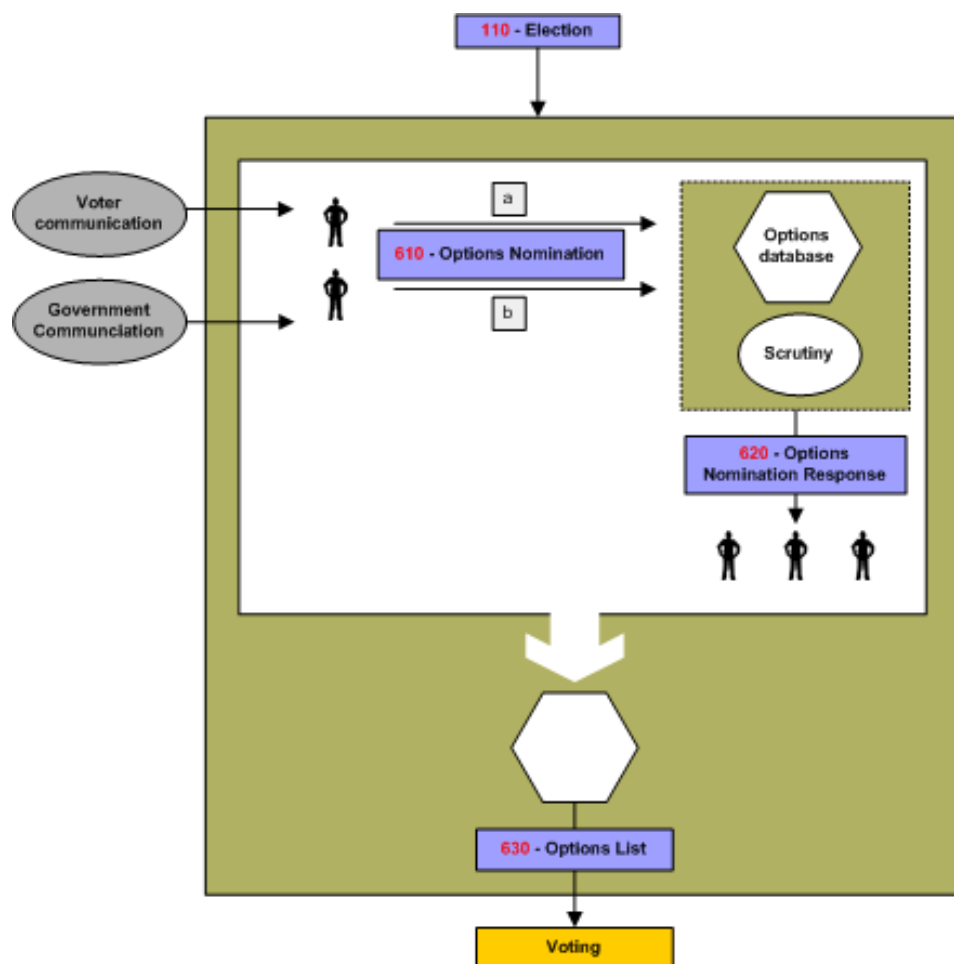 110 - Election
Voter
communication
a
610 - Options Nomination
Options
database
Government
Communciation
b
Scrutiny
620 - Options
Nomination Response
630 - Options List
Voting